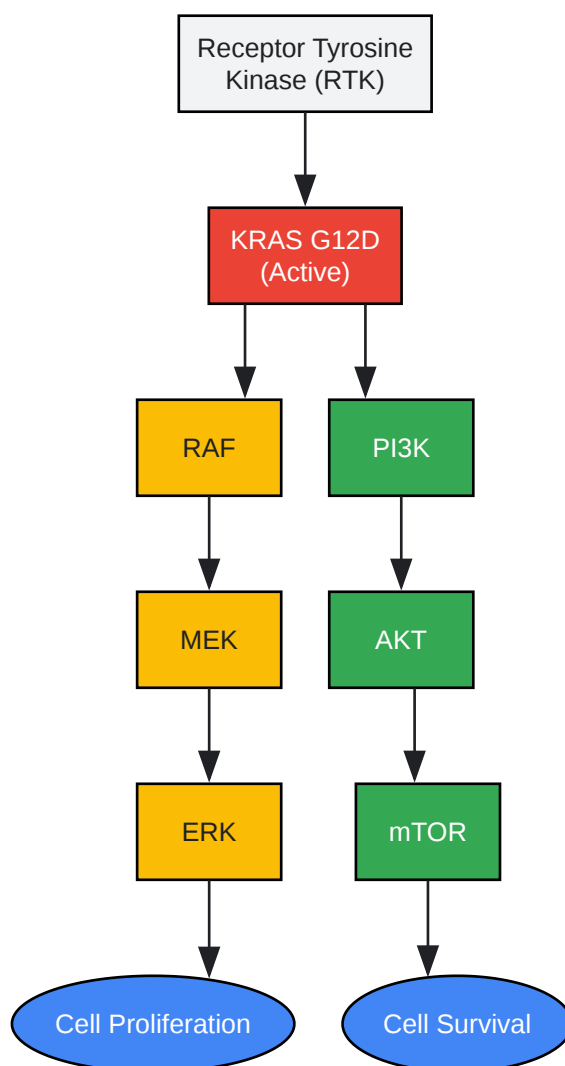 Receptor Tyrosine
Kinase (RTK)
KRAS G12D
(Active)
RAF
PI3K
MEK
AKT
ERK
mTOR
Cell Proliferation
Cell Survival